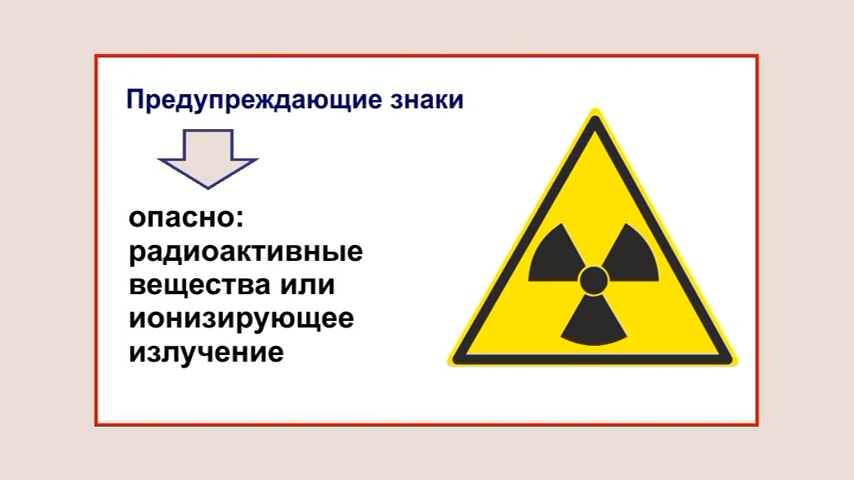 Предупреждающие знаки
опасно:
радиоактивные
вещества или
ионизирующее
излучение